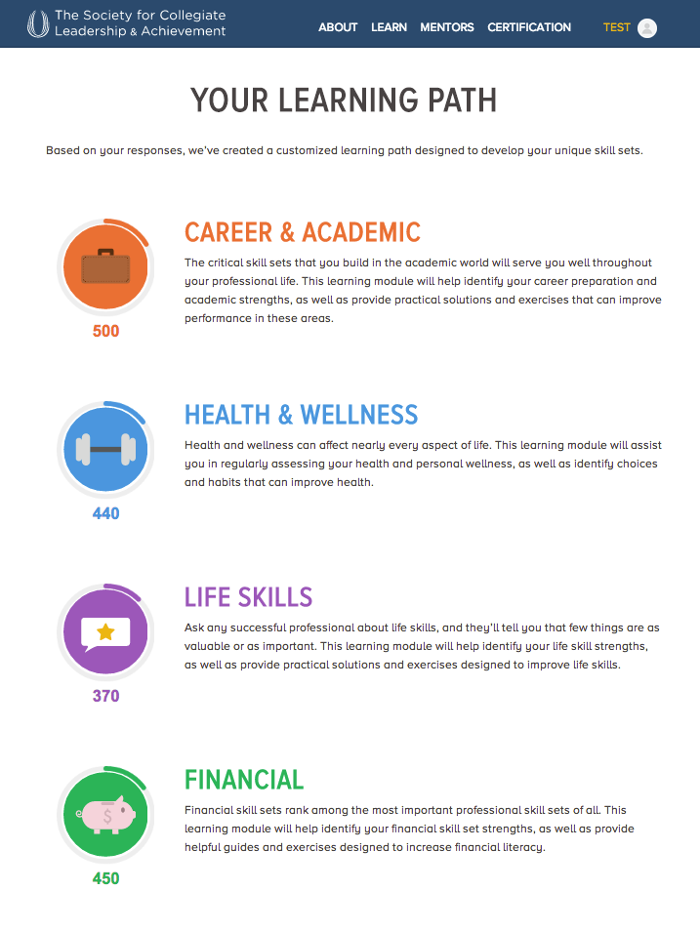 The Society for Collegiate
Leadership & Achievement
ABOUT LEARN MENTORS CERTIFICATION TEST
YOUR LEARNING PATH
Based on your responses, we've created a customized learning path designed to develop your unique skill sets.
CAREER & ACADEMIC
The critical skill sets that you build in the academic world will serve you well throughout
your professional life. This learning module will help identify your career preparation and
academic strengths, as well as provide practical solutions and exercises that can improve
performance in these areas.
500
HEALTH & WELLNESS
Health and wellness can affect nearly every aspect of life. This learning module will assist
you in regularly assessing your health and personal wellness, as well as identify choices
and habits that can improve health.
440
LIFE SKILLS
Ask any successful professional about life skills, and they'll tell you that few things are as
valuable or as important. This learning module will help identify your life skill strengths,
as well as provide practical solutions and exercises designed to improve life skills.
370
FINANCIAL
Financial skill sets rank among the most important professional skill sets of all. This
learning module will help identify your financial skill set strengths, as well as provide
helpful guides and exercises designed to increase financial literacy.
$
450